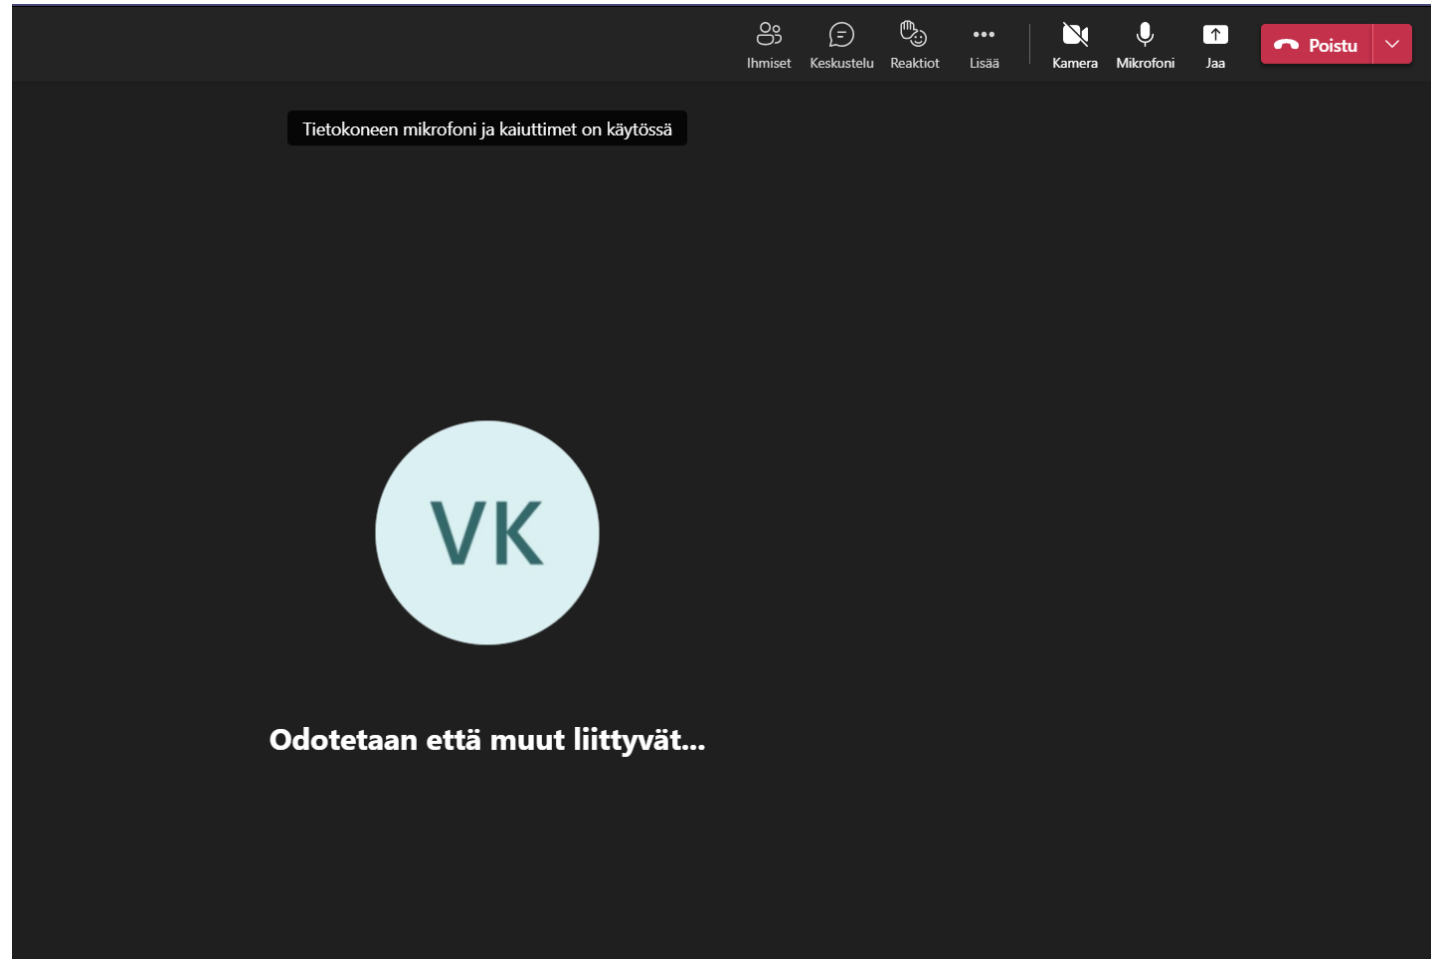 Ihmiset Keskustelu Reaktiot Lisää Kamera Mikrofoni Jaa Poistu
Tietokoneen mikrofoni ja kaiuttimet on käytössä
VK
Odotetaan että muut liittyvät...